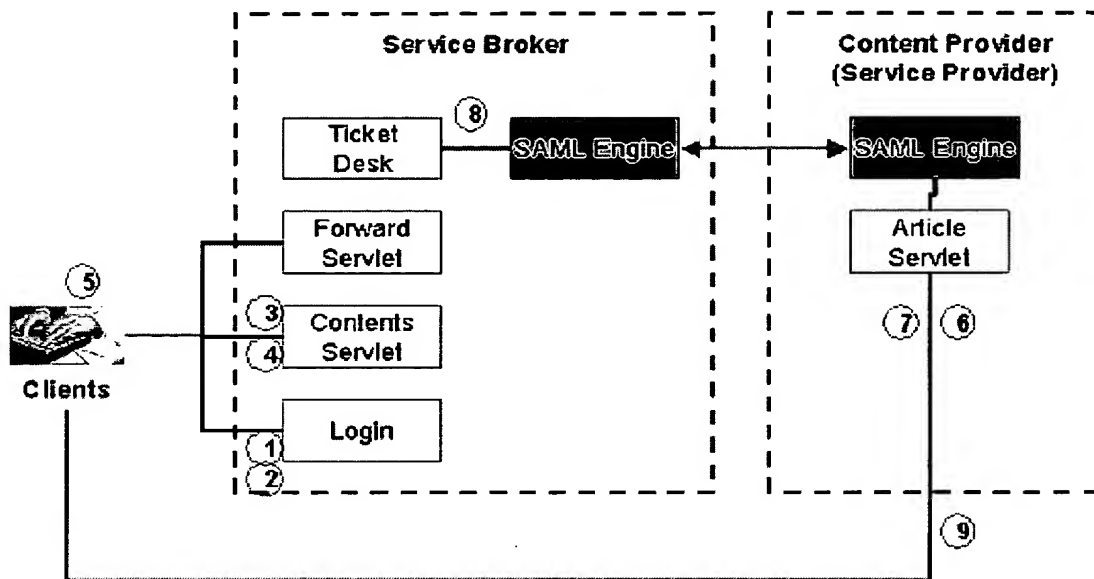 Service Broker
Content Provider
(Service Provider)
Ticket
Desk
8
SAML Engine
SAML Engine
Forward
Servlet
Article
Servlet
5
3
4
Contents
Servlet
7
6
Clients
Login
1
2
9